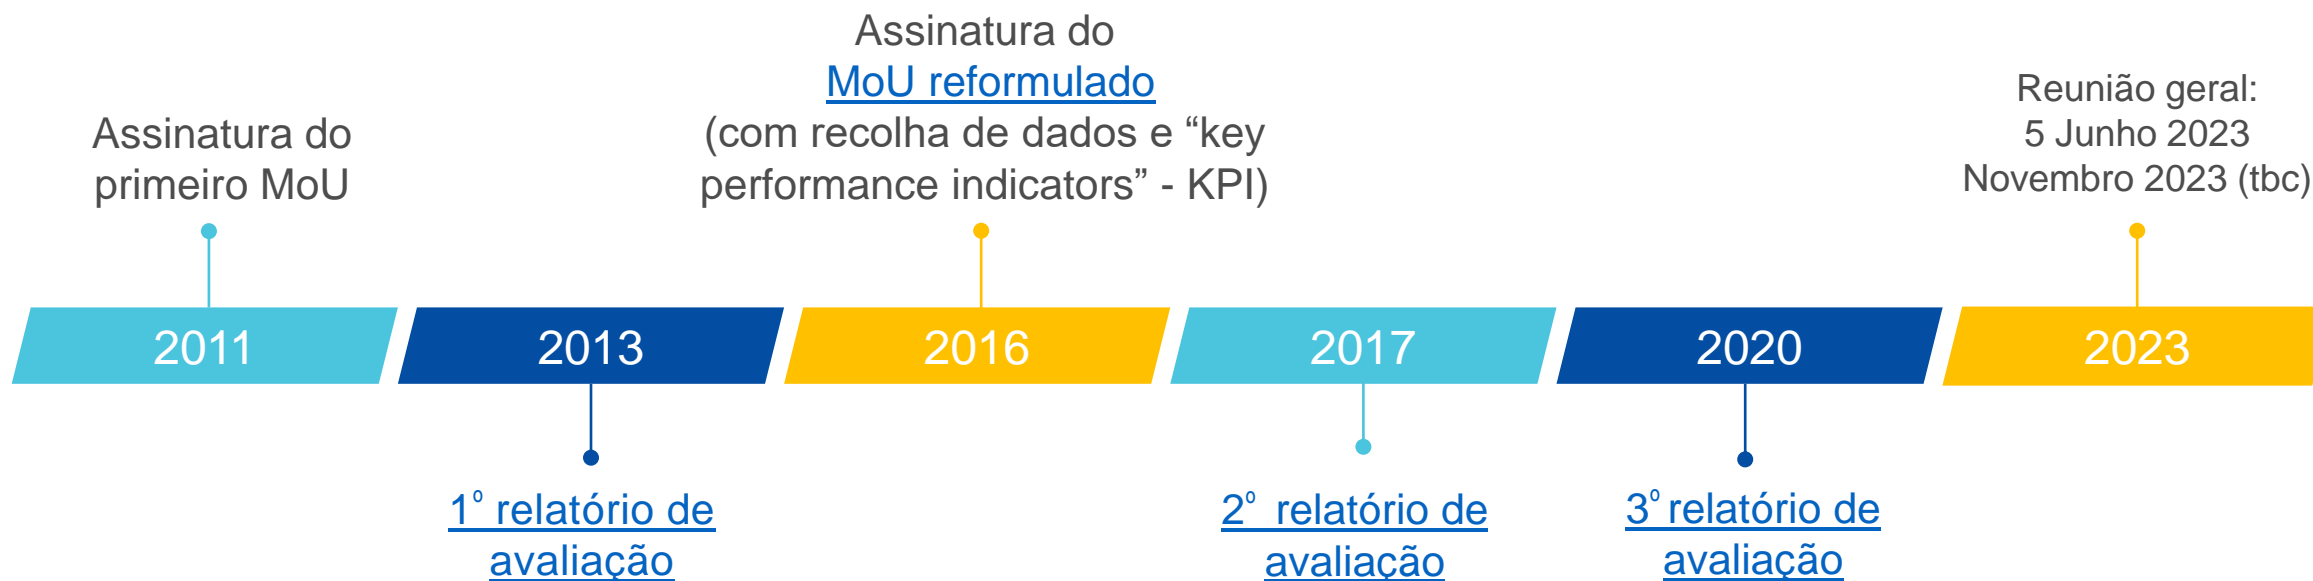 Assinatura do
primeiro MoU
Assinatura do
MoU reformulado
(com recolha de dados e “key
performance indicators” - KPI)
Reunião geral:
5 Junho 2023
Novembro 2023 (tbc)
2011
2013
2016
2017
2020
2023
1º relatório de
avaliação
2º relatório de
avaliação
3º relatório de
avaliação